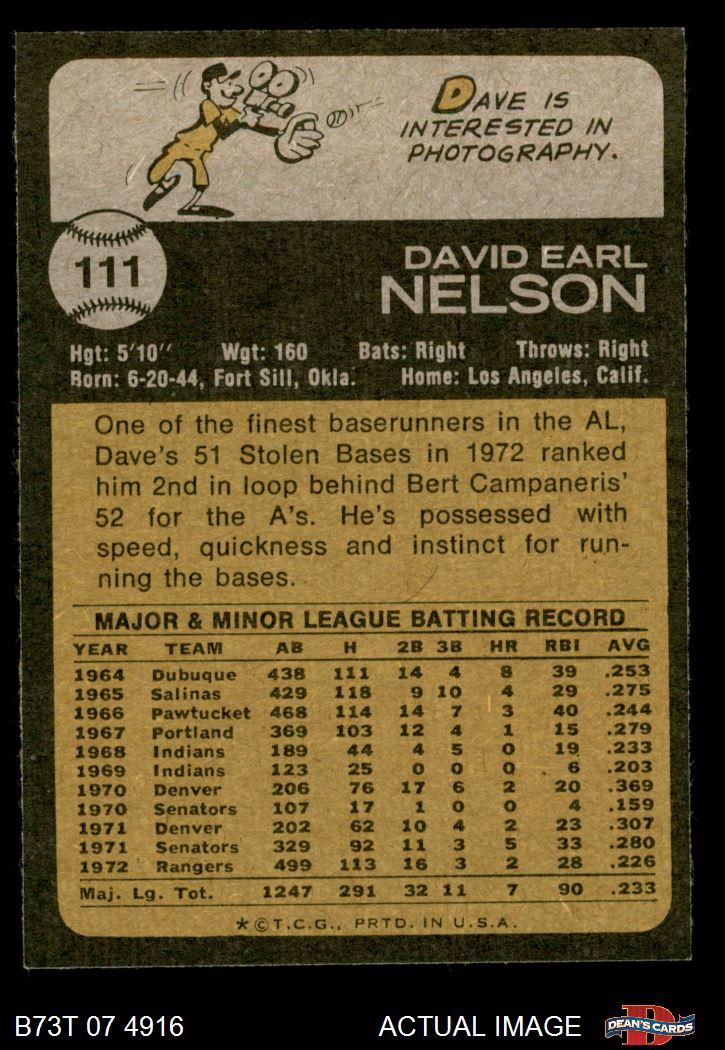 DAVE IS
INTERESTED IN
PHOTOGRAPHY.
111
DAVID EARL
NELSON
Hgt: 5'10" Wgt: 160 Bats: Right Throws: Right
Born: 6-20-44, Fort Sill, Okla. Home: Los Angeles, Calif.
One of the finest baserunners in the AL,
Dave's 51 Stolen Bases in 1972 ranked
him 2nd in loop behind Bert Campaneris'
52 for the A's. He's possessed with
speed, quickness and instinct for run-
ning the bases.
MAJOR & MINOR LEAGUE BATTING RECORD
YEAR TEAM AB H 2B 3B HR RBI AVG
1964 Dubuque 438 111 14 4 8 39 .253
1965 Salinas 429 118 9 10 4 29 .275
1966 Pawtucket 468 114 14 7 3 40 .244
1967 Portland 369 103 12 4 1 15 .279
1968 Indians 189 44 4 5 0 19 .233
1969 Indians 123 25 0 0 0 6 .203
1970 Denver 206 76 17 6 2 20 .369
1970 Senators 107 17 1 0 0 4 .159
1971 Denver 202 62 10 4 2 23 .307
1971 Senators 329 92 11 3 5 33 .280
1972 Rangers 499 113 16 3 2 28 .226
Maj. Lg. Tot. 1247 291 32 11 7 90 .233
★ © T.C.G., PRTD. IN U.S.A.
B73T 07 4916 ACTUAL IMAGE DEAN'S CARDS